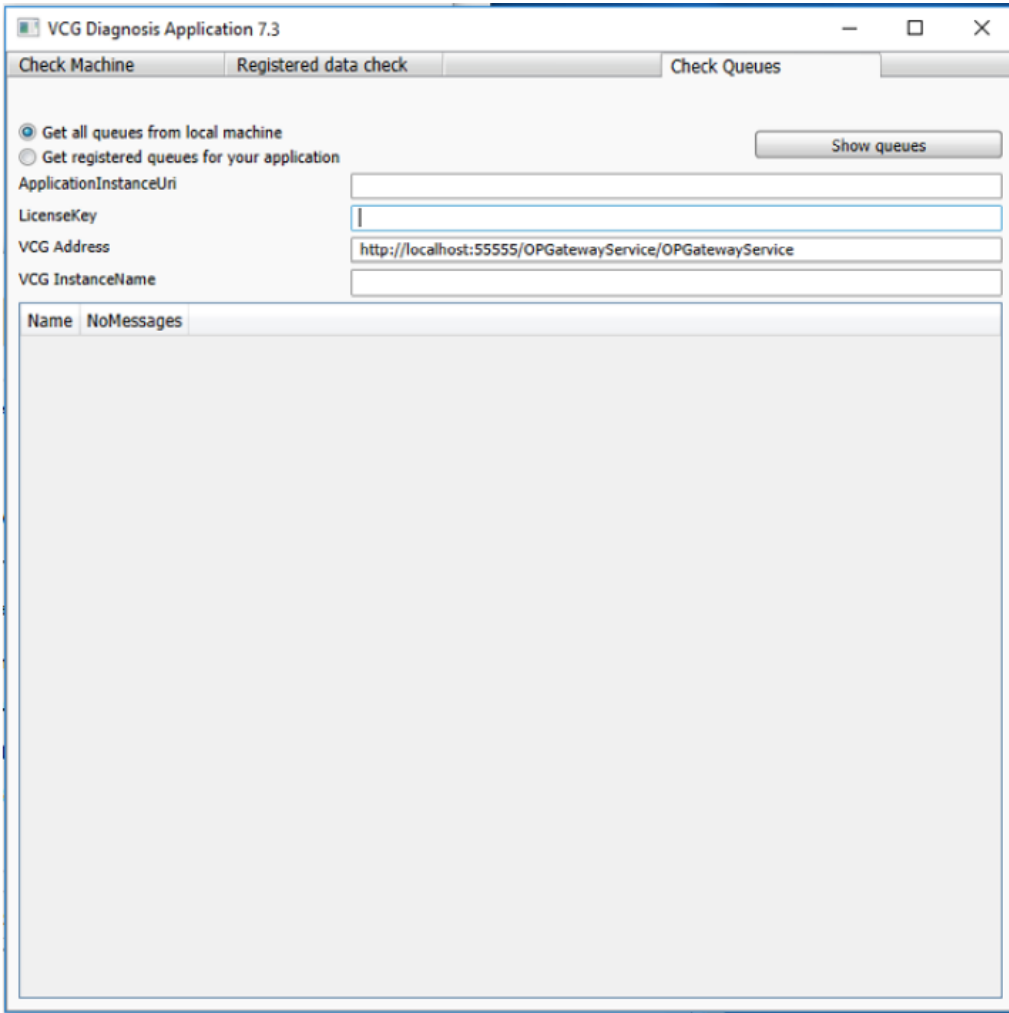 VCG Diagnosis Application 7.3
Check Machine Registered data check Check Queues
Get all queues from local machine
Show queues
Get registered queues for your application
ApplicationInstanceUri
LicenseKey
VCG Address http://localhost:55555/OPGatewayService/OPGatewayService
VCG InstanceName
Name NoMessages